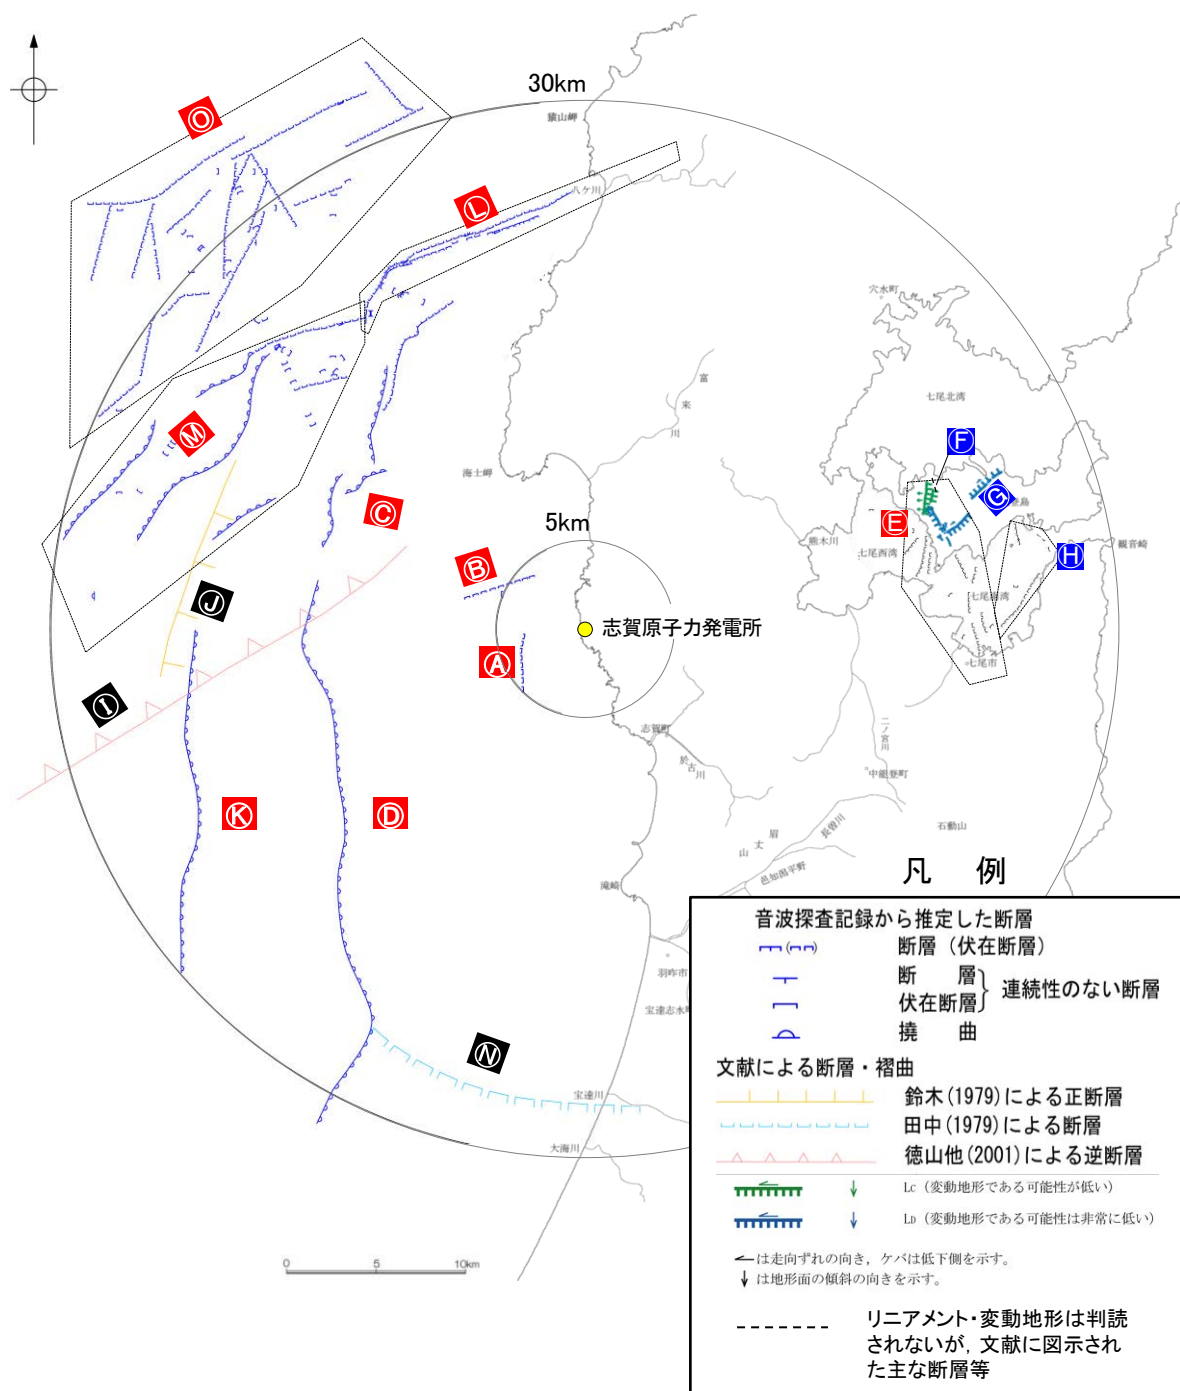 30km
猿山岬
Ⓞ
八ケ川
Ⓛ
穴水町
富
来
川
七尾北湾
Ⓜ
Ⓕ
海士岬
Ⓒ
Ⓖ
5km
Ⓔ
熊木川
七尾西湾
観音崎
Ⓗ
Ⓑ
Ⓙ
七尾南湾
志賀原子力発電所
Ⓐ
七尾市
Ⓘ
志賀町
於
古
川
二
ノ
宮
川
中能登町
Ⓚ
Ⓓ
石動山
眉
丈
山
長曽川
邑知潟平野
滝崎
羽咋市
宝達志水町
Ⓝ
宝達川
大海川
0 5 10km
凡 例
音波探査記録から推定した断層
断層（伏在断層）
断 層
伏在断層
連続性のない断層
撓 曲
文献による断層・褶曲
鈴木(1979)による正断層
田中(1979)による断層
徳山他(2001)による逆断層
LC（変動地形である可能性が低い）
LD（変動地形である可能性は非常に低い）
は走向ずれの向き，ケバは低下側を示す。
は地形面の傾斜の向きを示す。
リニアメント・変動地形は判読
されないが，文献に図示され
た主な断層等